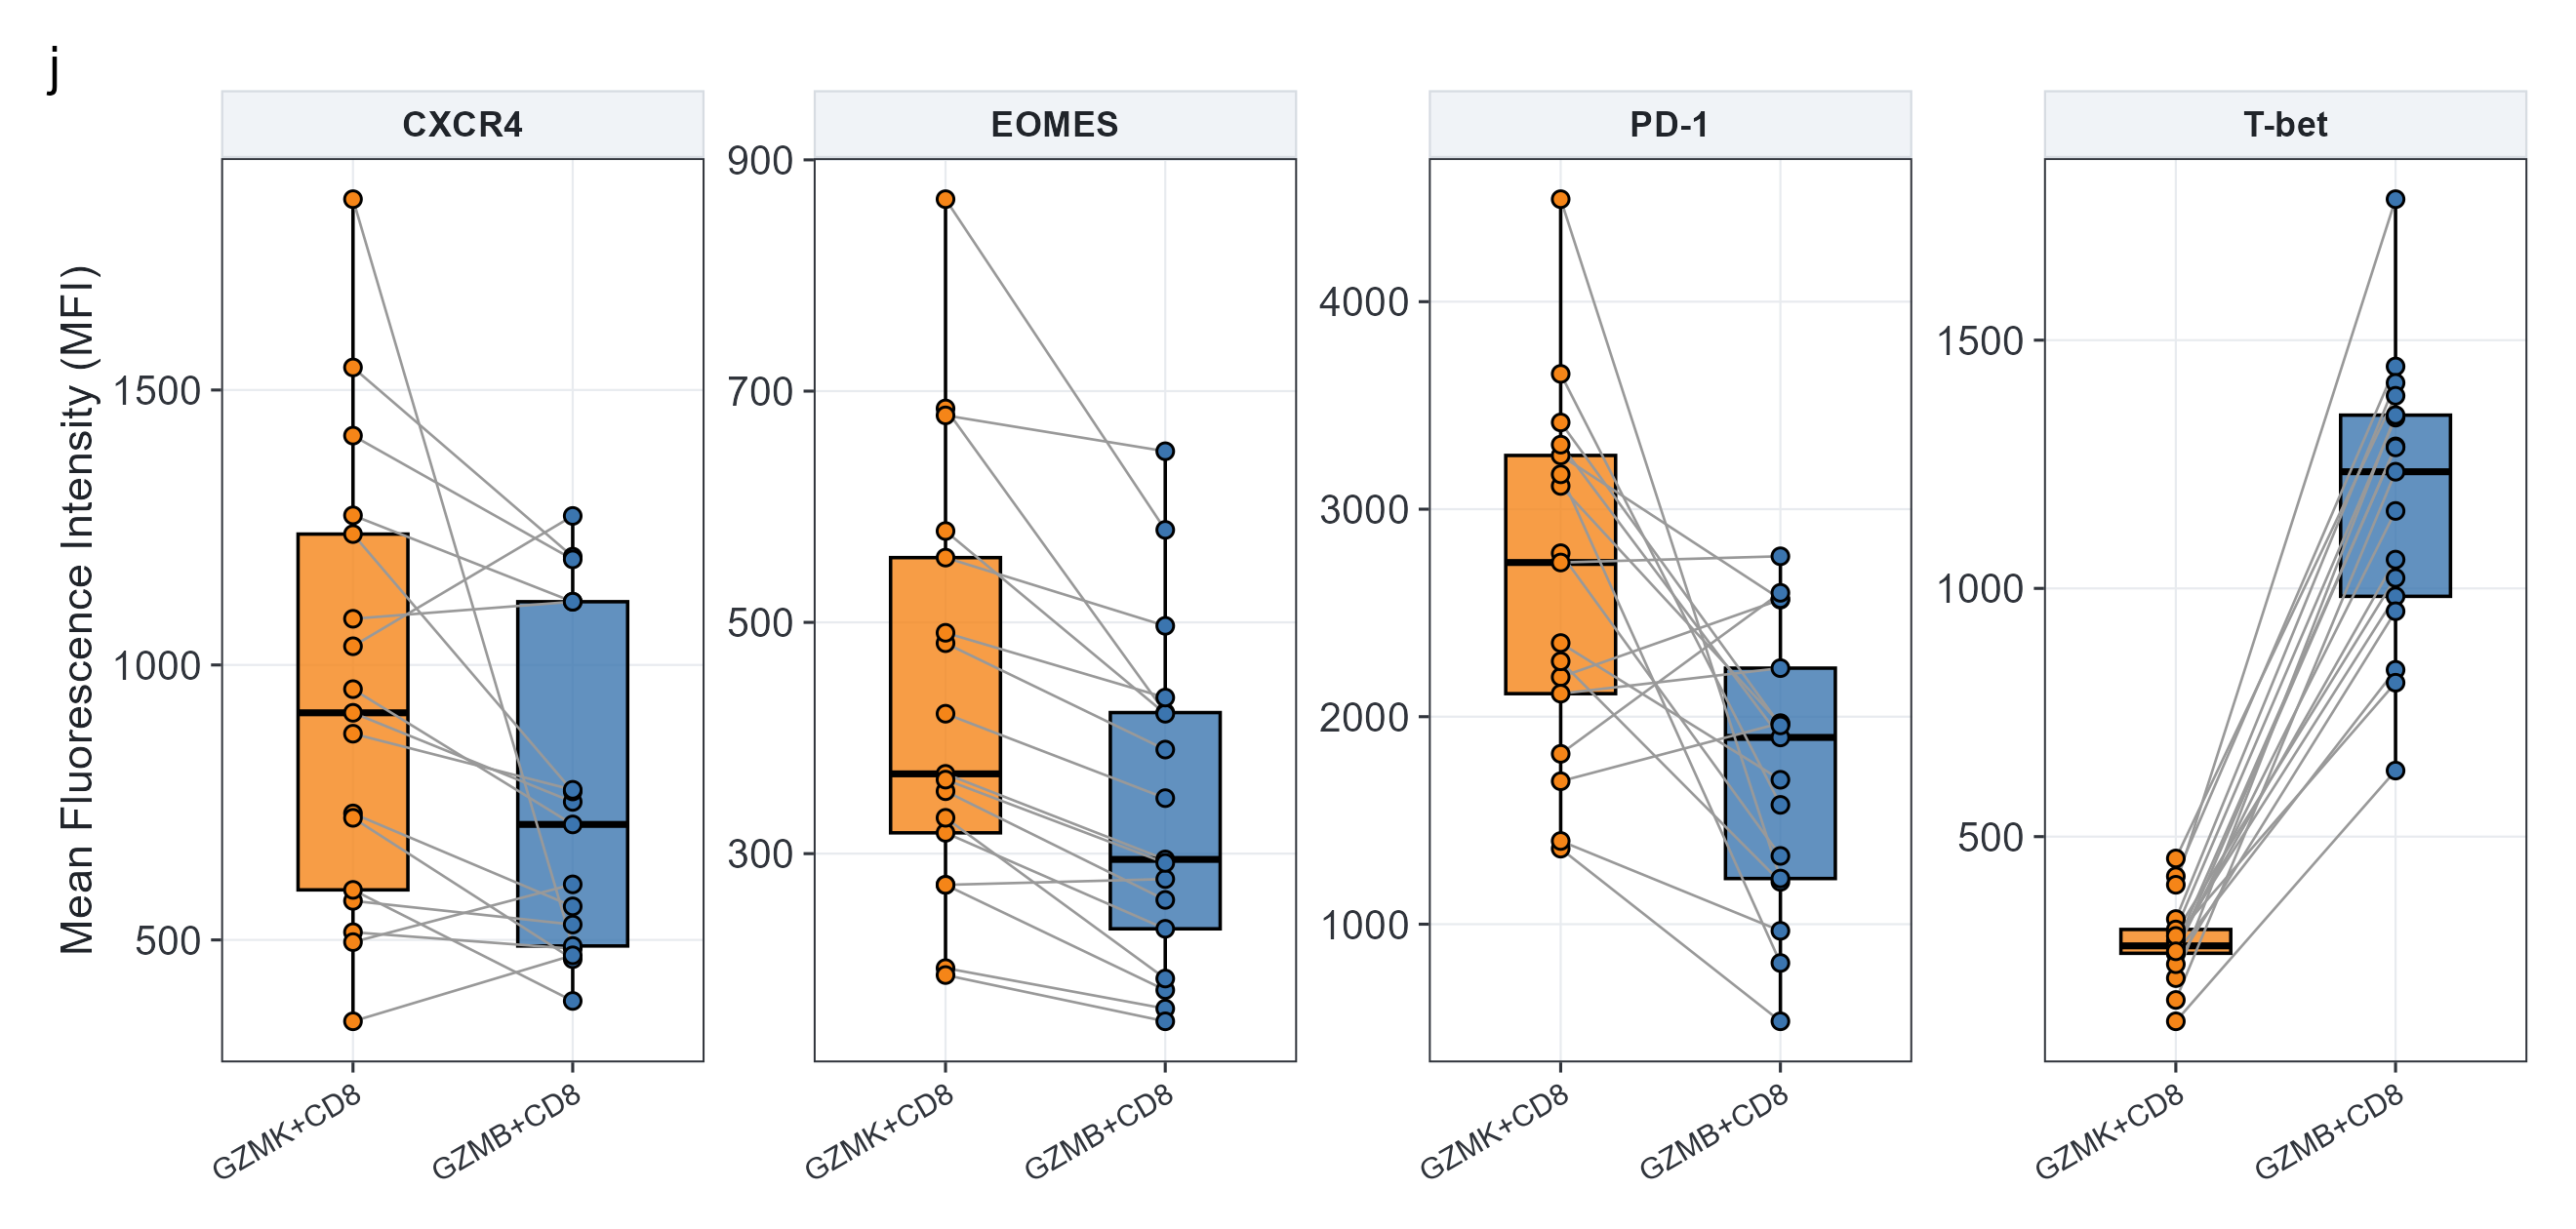 j
CXCR4
EOMES
PD-1
T-bet
Mean Fluorescence Intensity (MFI)
1500
1000
500
900
700
500
300
4000
3000
2000
1000
1500
1000
500
GZMK+CD8
GZMB+CD8
GZMK+CD8
GZMB+CD8
GZMK+CD8
GZMB+CD8
GZMK+CD8
GZMB+CD8